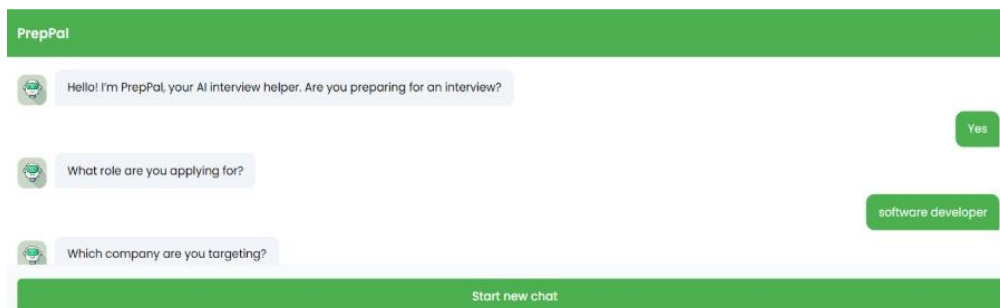 PrepPal
Hello! I'm PrepPal, your AI interview helper. Are you preparing for an interview?
Yes
What role are you applying for?
software developer
Which company are you targeting?
Start new chat